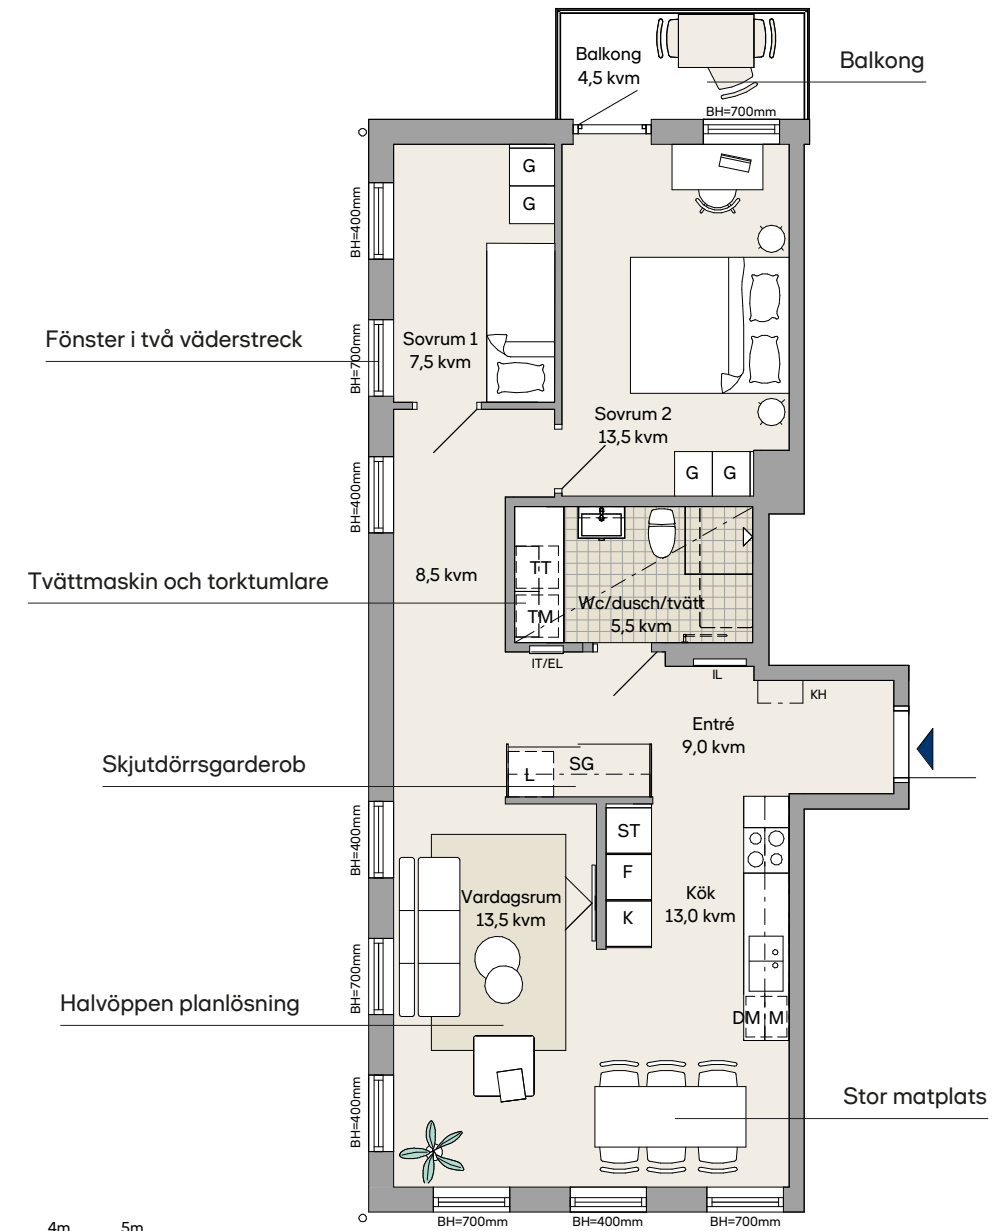 Balkong
4,5 kvm
Balkong
BH=700mm
G
G
BH=400mm
Fönster i två väderstreck
BH=700mm
Sovrum 1
7,5 kvm
Sovrum 2
13,5 kvm
G G
BH=400mm
TT
8,5 kvm
Tvättmaskin och torktumlare
TM
Wc/dusch/tvätt
5,5 kvm
IT/EL
IL
KH
Entré
9,0 kvm
Skjutdörrsgarderob
L
SG
BH=400mm
ST
F
K
Vardagsrum
13,5 kvm
Kök
13,0 kvm
BH=700mm
Halvöppen planlösning
DM M
BH=400mm
Stor matplats
BH=700mm
BH=400mm
BH=700mm
4m 5m